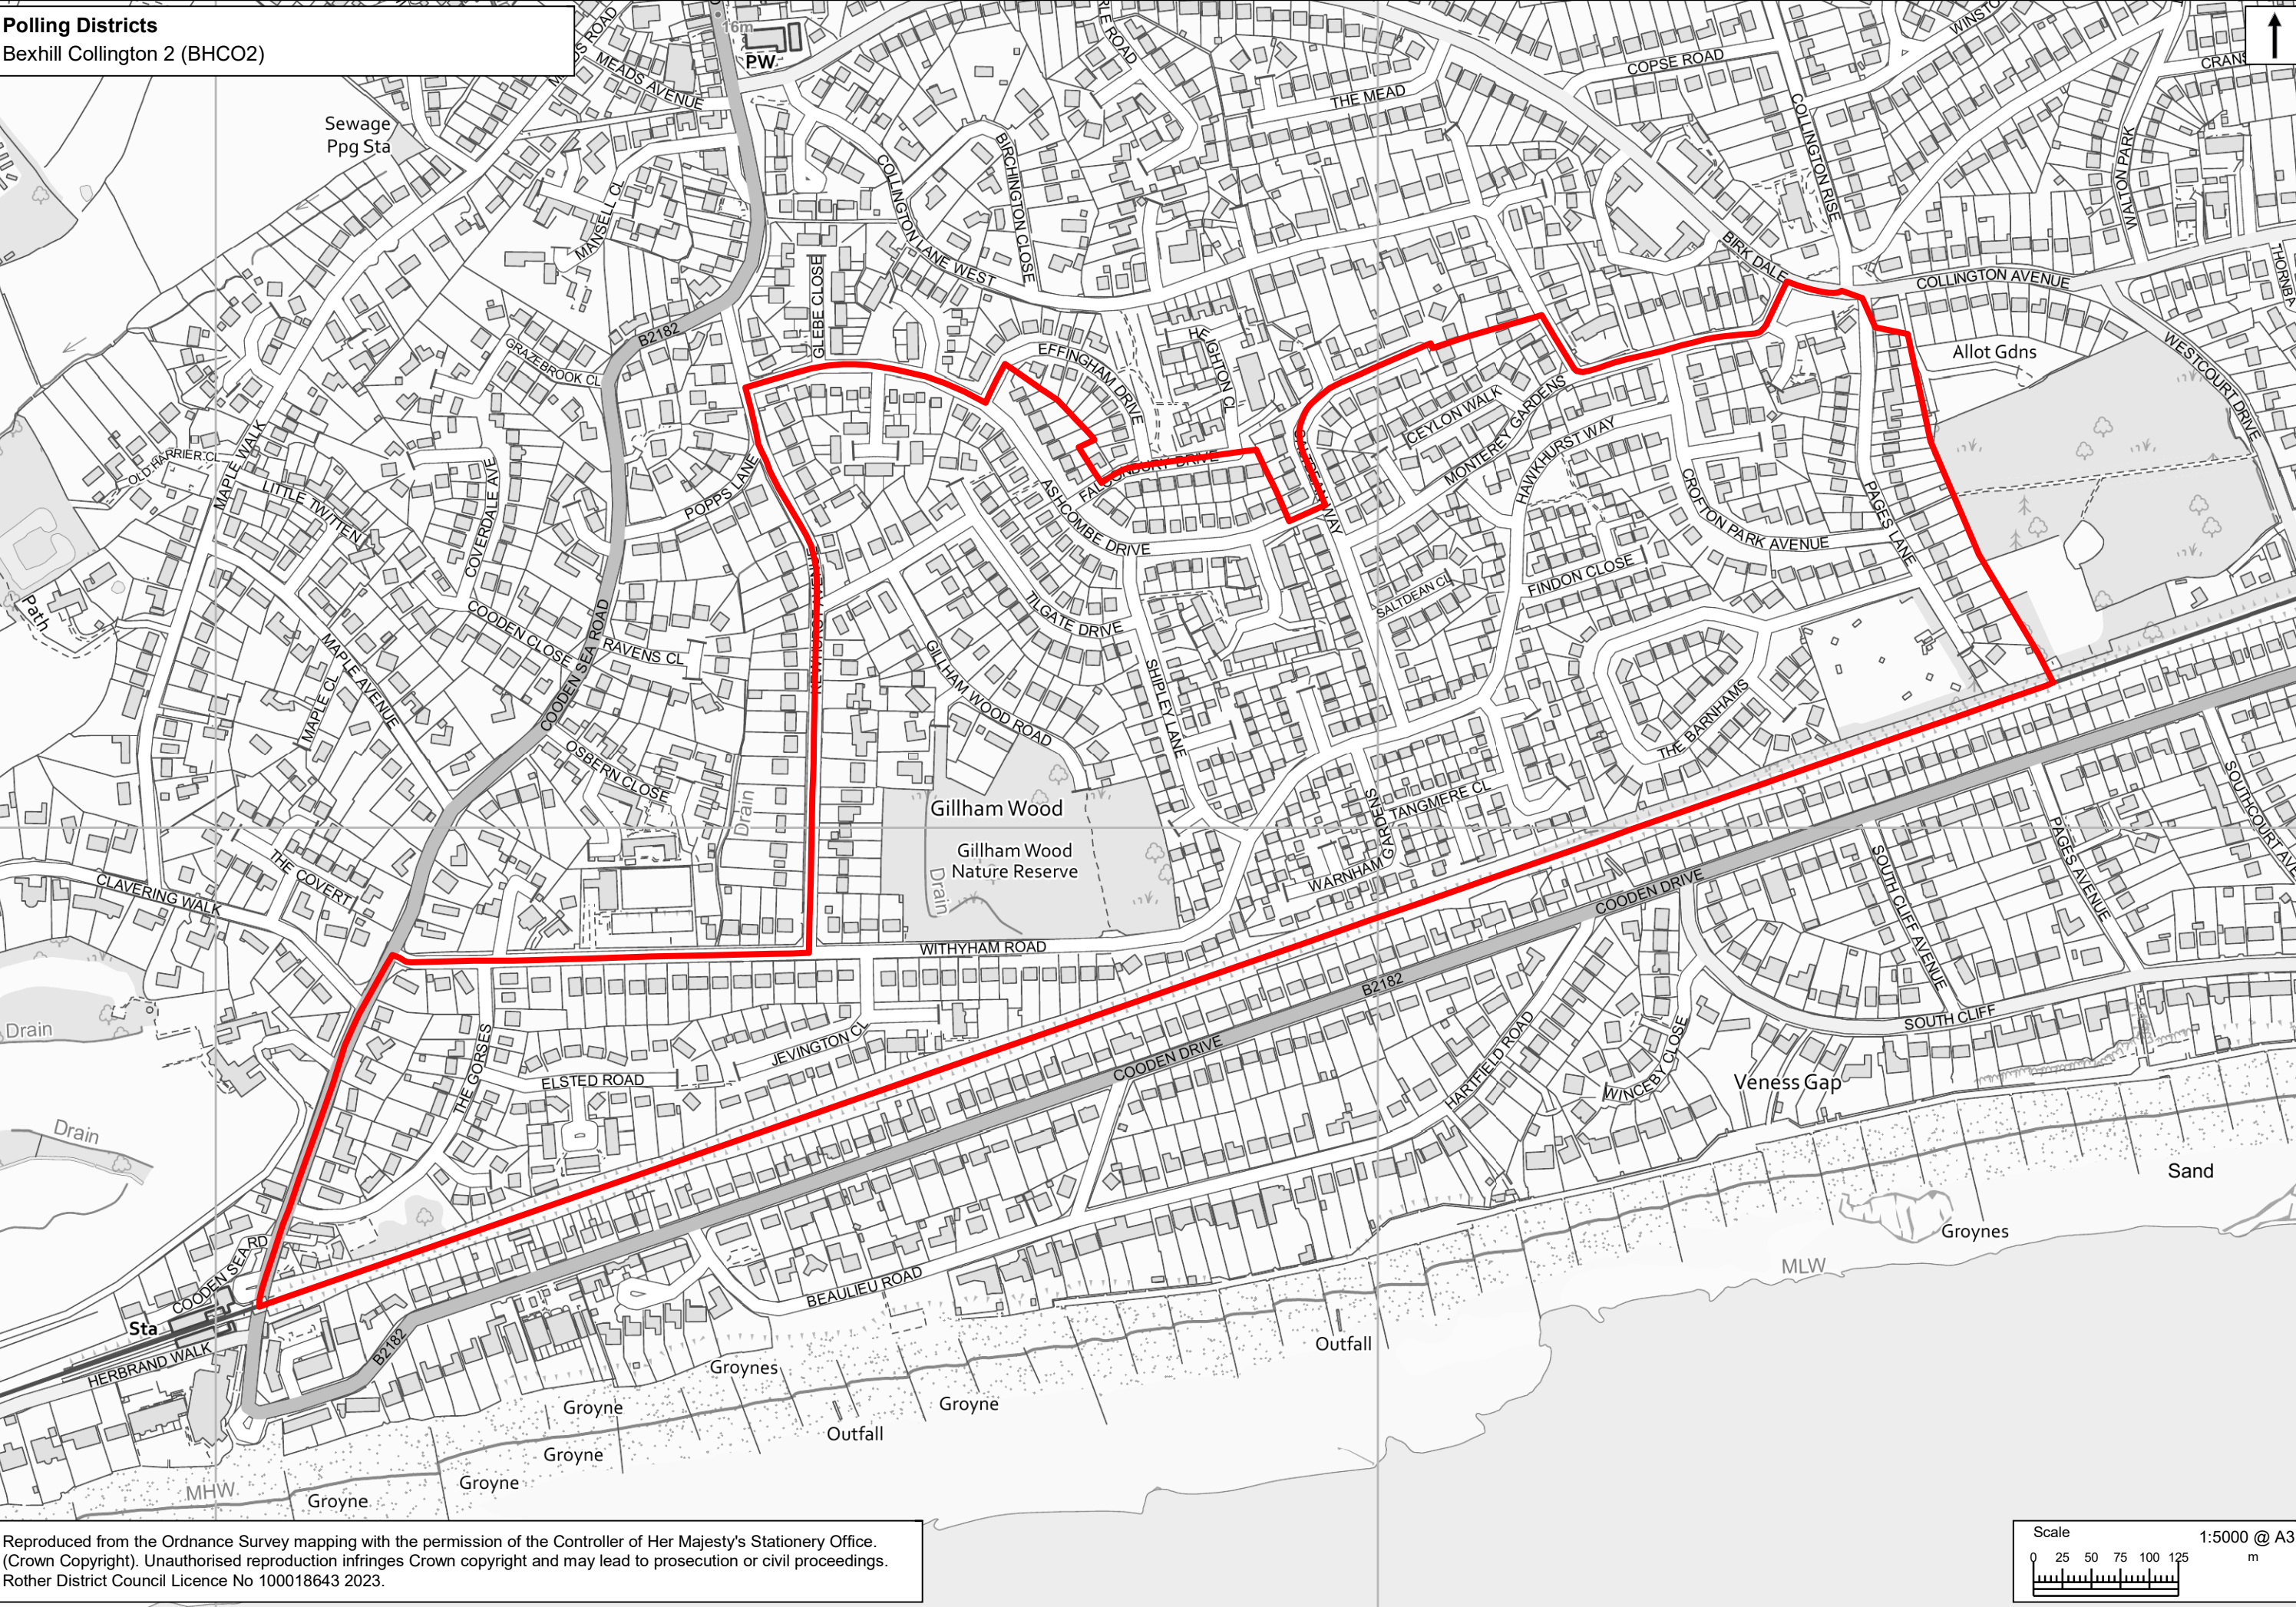 Polling Districts
Bexhill Collington 2 (BHCO2)
16m
PW
MEADS AVENUE
Sewage
Ppg Sta
MANSELL CL
COLLINGTON LANE WEST
BIRCHINGTON CLOSE
THE MEAD
COPSE ROAD
COLLINGTON RISE
WALTON PARK
BIRK DALE
COLLINGTON AVENUE
GLEBE CLOSE
B2182
GRAZEBROOK CL
EFFINGHAM DRIVE
HEIGHTON CL
Allot Gdns
WESTCOURT DRIVE
CEYLON WALK
MONTEREY GARDENS
HAWKHURST WAY
OLD HARRIER CL
MAPLE WALK
LITTLE TWITTEN
COVERDALE AVE
POPPS LANE
FALCONBURY DRIVE
SALTDEAN WAY
ASHCOMBE DRIVE
CROFTON PARK AVENUE
PAGES LANE
Path
COODEN CLOSE
COODEN SEA ROAD
RAVENS CL
MAPLE AVENUE
MAPLE CL
NEWHURST AVENUE
TILGATE DRIVE
GILLHAM WOOD ROAD
SHIPLEY LANE
SALTDEAN CL
FINDON CLOSE
THE BARNHAMS
OSBERN CLOSE
Drain
Gillham Wood
Gillham Wood
Nature Reserve
Drain
TANGMERE CL
WARNHAM GARDENS
THE COVERT
CLAVERING WALK
WITHYHAM ROAD
COODEN DRIVE
B2182
SOUTH CLIFF AVENUE
PAGES AVENUE
SOUTHCOURT AVE
SOUTH CLIFF
Drain
THE GORSES
ELSTED ROAD
JEVINGTON CL
COODEN DRIVE
HARTFIELD ROAD
WINCEBY CLOSE
Veness Gap
Drain
Sand
Groynes
MLW
COODEN SEA RD
Sta
HERBRAND WALK
B2182
BEAULIEU ROAD
Outfall
Groynes
Groyne
Groyne
Outfall
Groyne
Groyne
MHW
Groyne
Reproduced from the Ordnance Survey mapping with the permission of the Controller of Her Majesty's Stationery Office.
(Crown Copyright). Unauthorised reproduction infringes Crown copyright and may lead to prosecution or civil proceedings.
Rother District Council Licence No 100018643 2023.
Scale
1:5000 @ A3
0 25 50 75 100 125
m